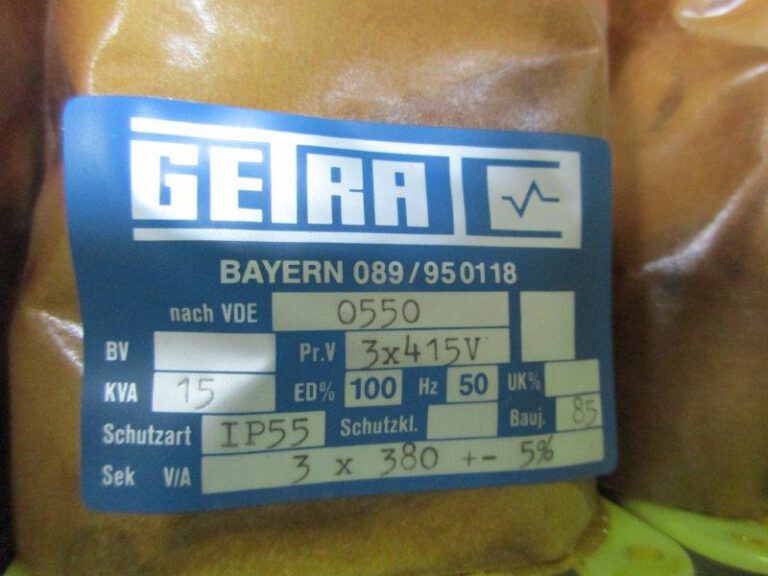 GETRA
BAYERN 089/950118
nach VDE 0550
BV Pr.V 3x415V
KVA 15 ED% 100 Hz 50 UK%
Schutzart IP55 Schutzkl. Bauj. 85
Sek V/A 3 x 380 +- 5%